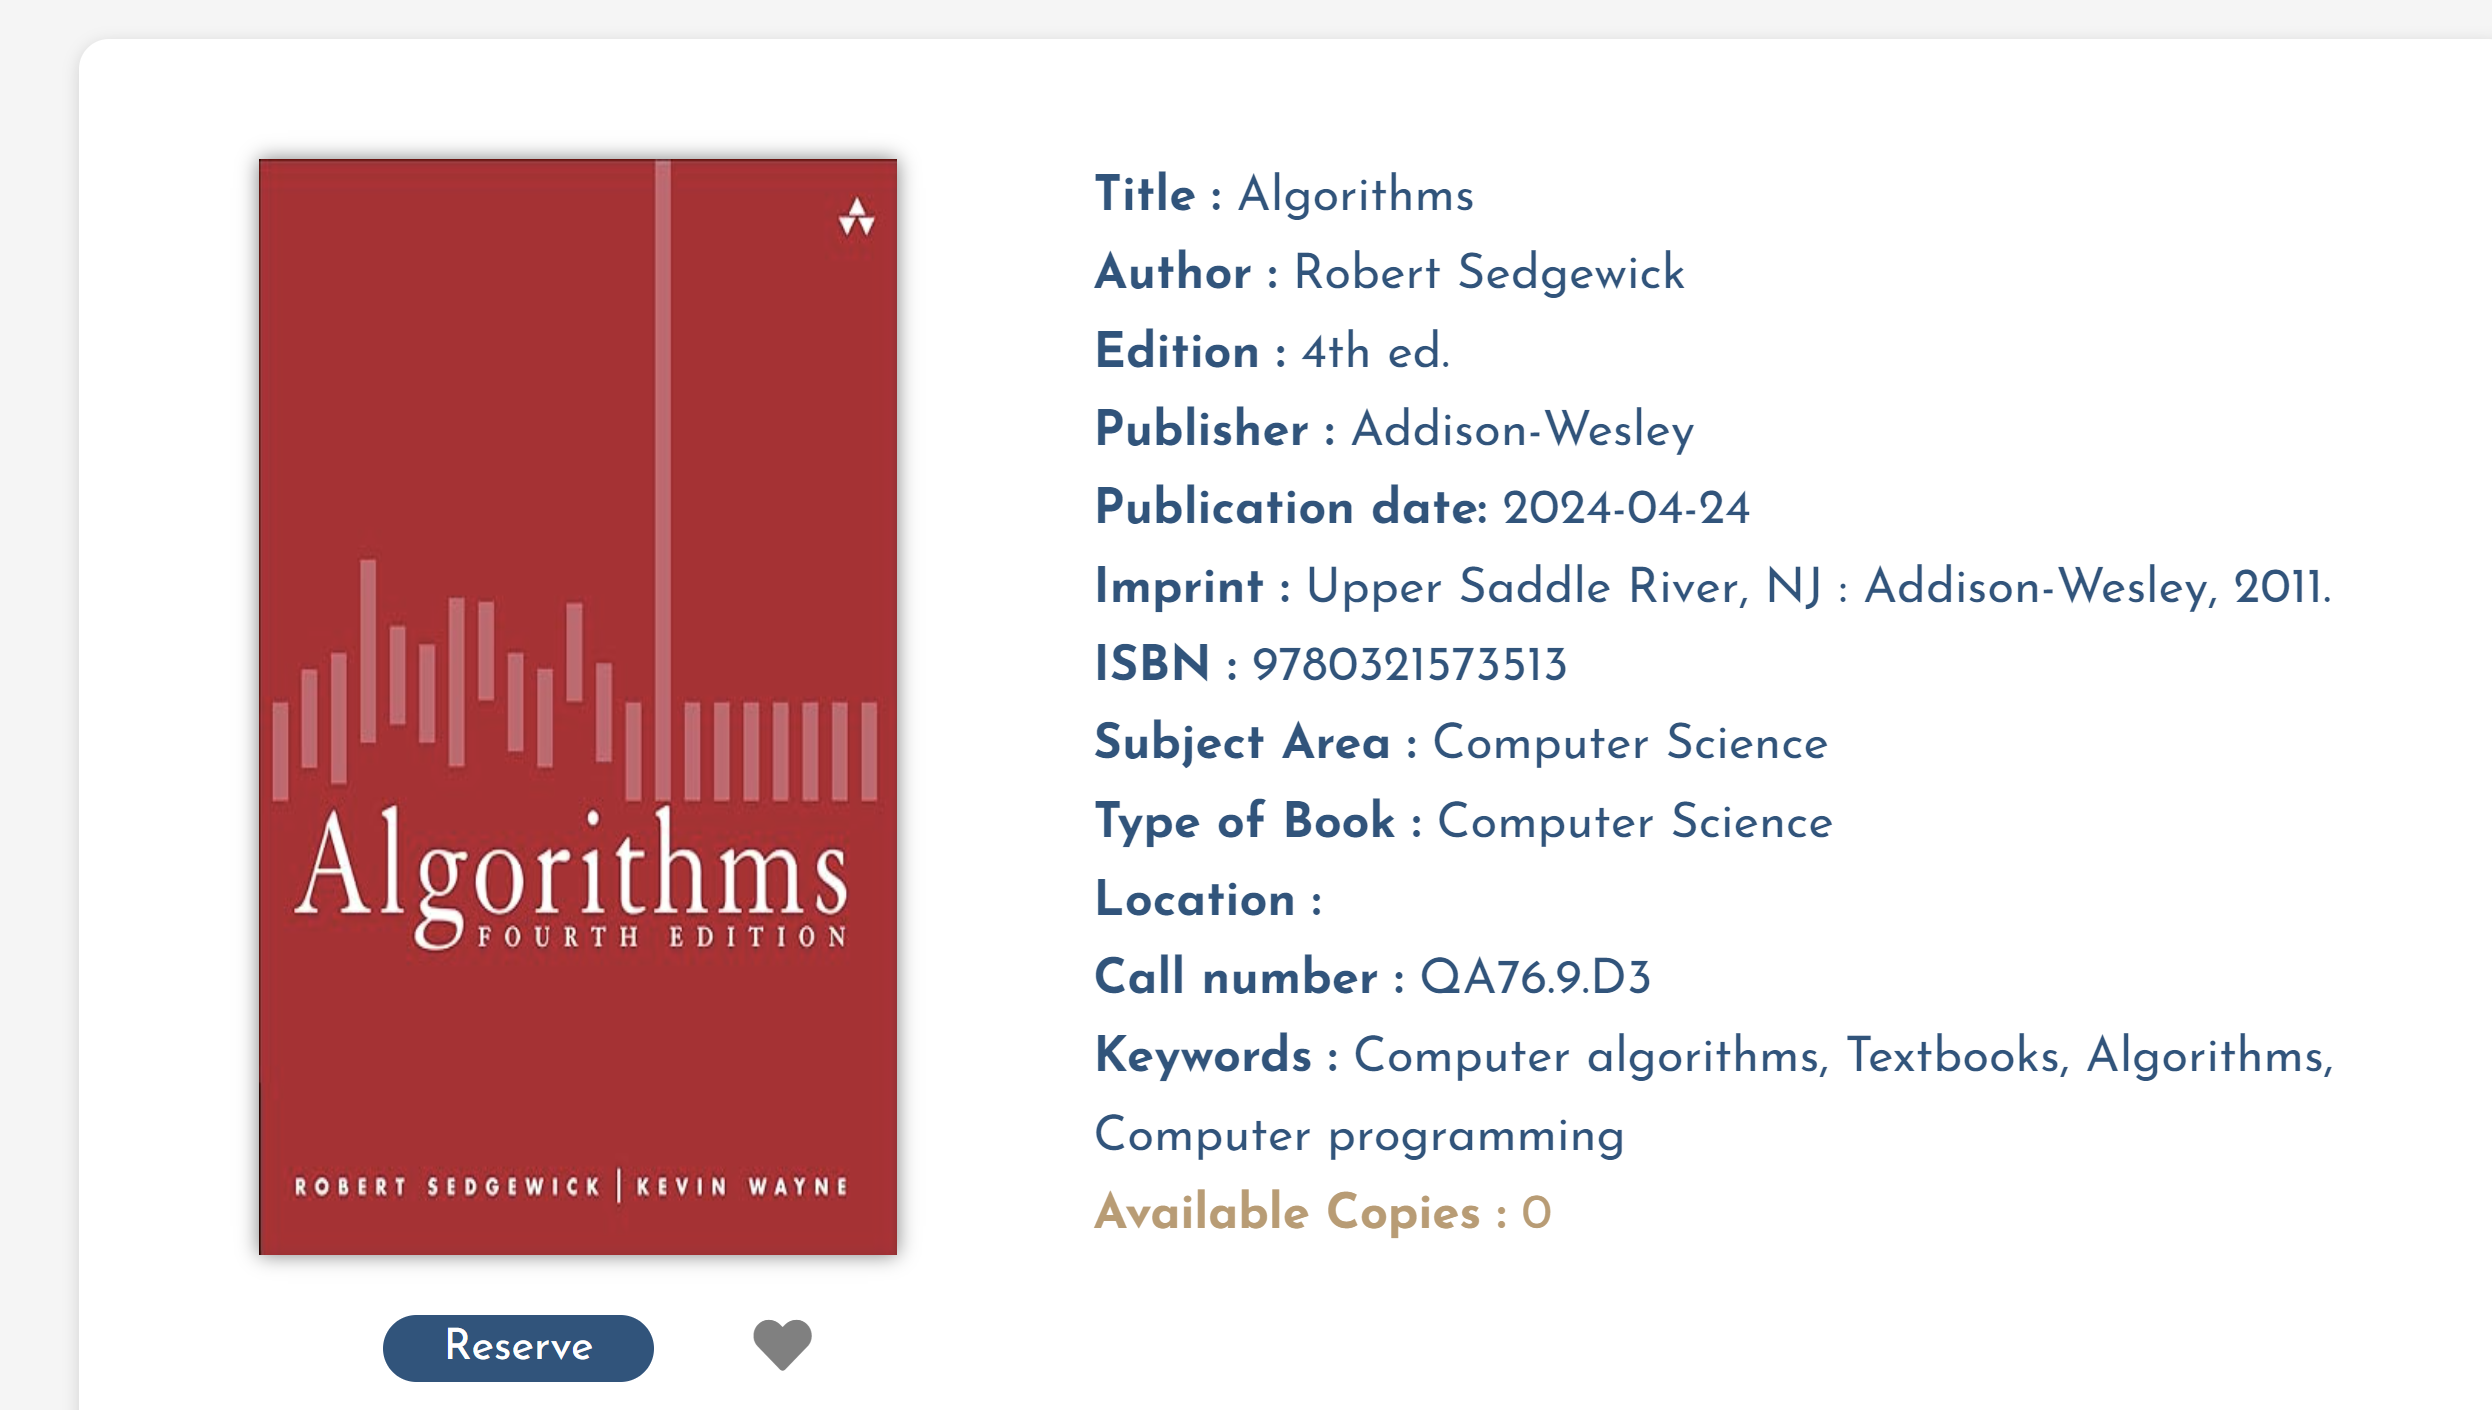 Algorithms
FOURTH EDITION
ROBERT SEDGEWICK | KEVIN WAYNE
Reserve
Title : Algorithms
Author : Robert Sedgewick
Edition : 4th ed.
Publisher : Addison-Wesley
Publication date: 2024-04-24
Imprint : Upper Saddle River, NJ : Addison-Wesley, 2011.
ISBN : 9780321573513
Subject Area : Computer Science
Type of Book : Computer Science
Location :
Call number : QA76.9.D3
Keywords : Computer algorithms, Textbooks, Algorithms,
Computer programming
Available Copies : 0